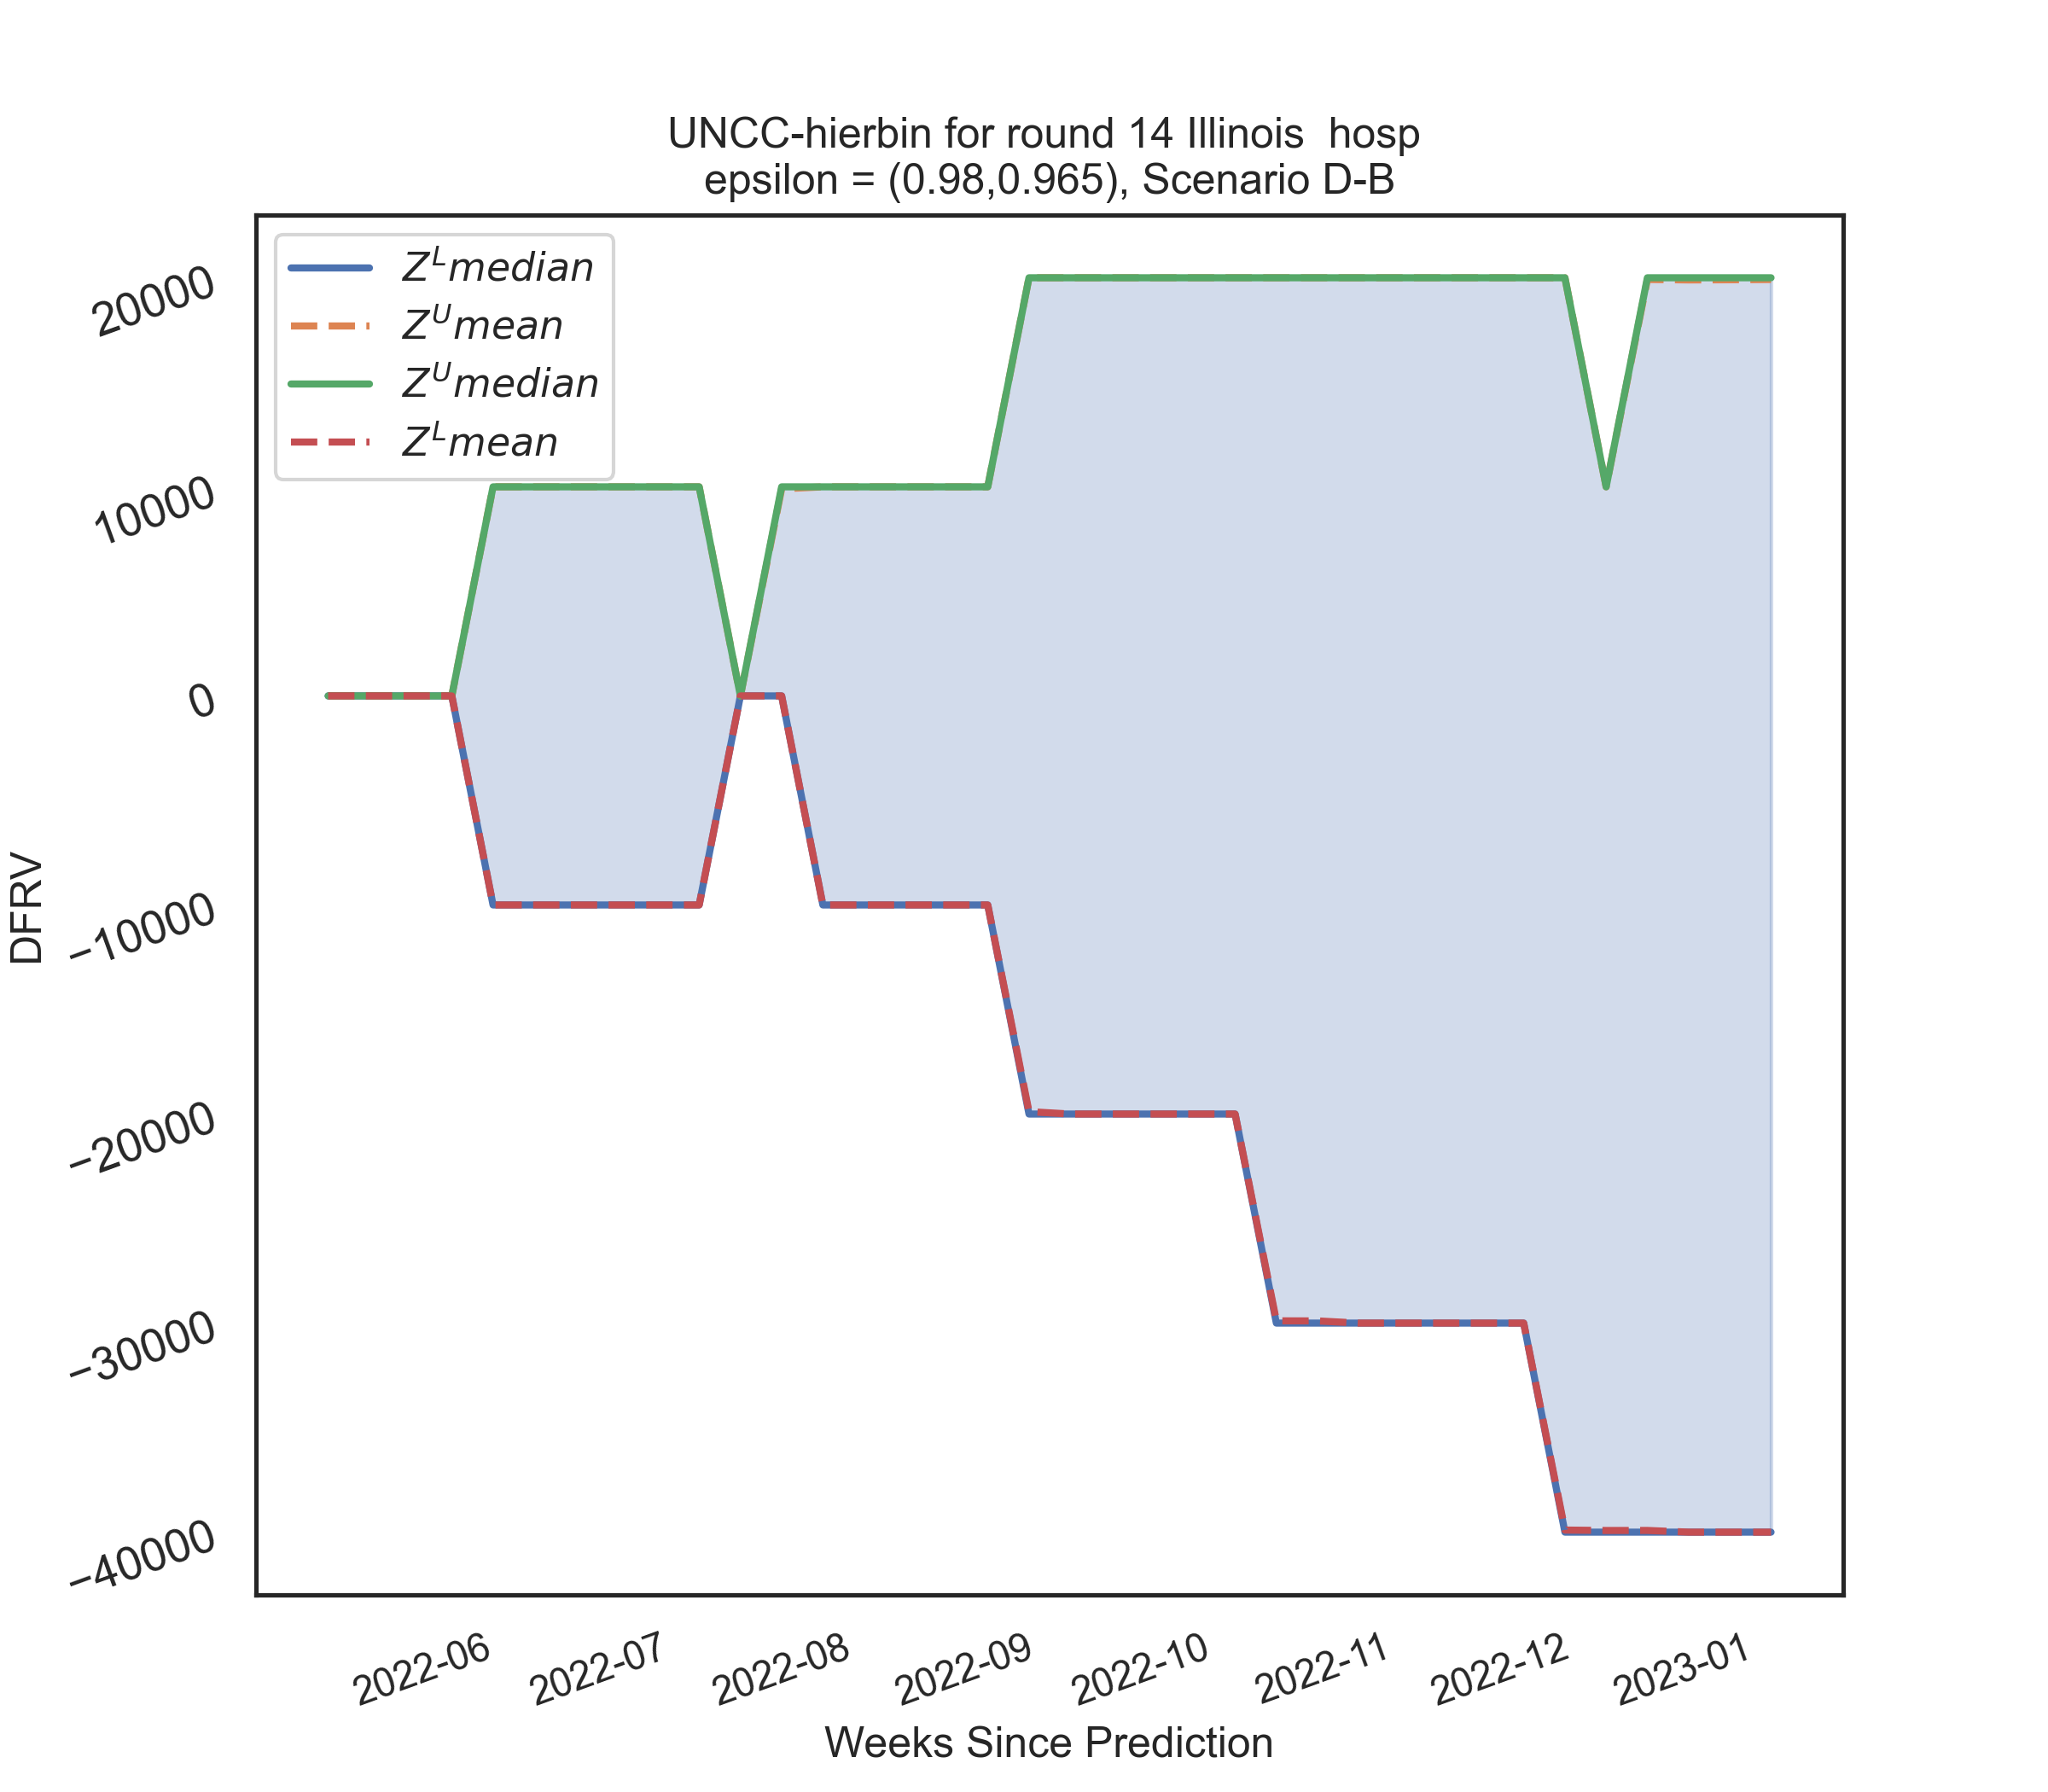 UNCC-hierbin for round 14 Illinois  hosp
epsilon = (0.98,0.965), Scenario D-B
Z^L median
Z^U mean
Z^U median
Z^L mean
20000
10000
0
−10000
−20000
−30000
−40000
DFRV
2022-06
2022-07
2022-08
2022-09
2022-10
2022-11
2022-12
2023-01
Weeks Since Prediction